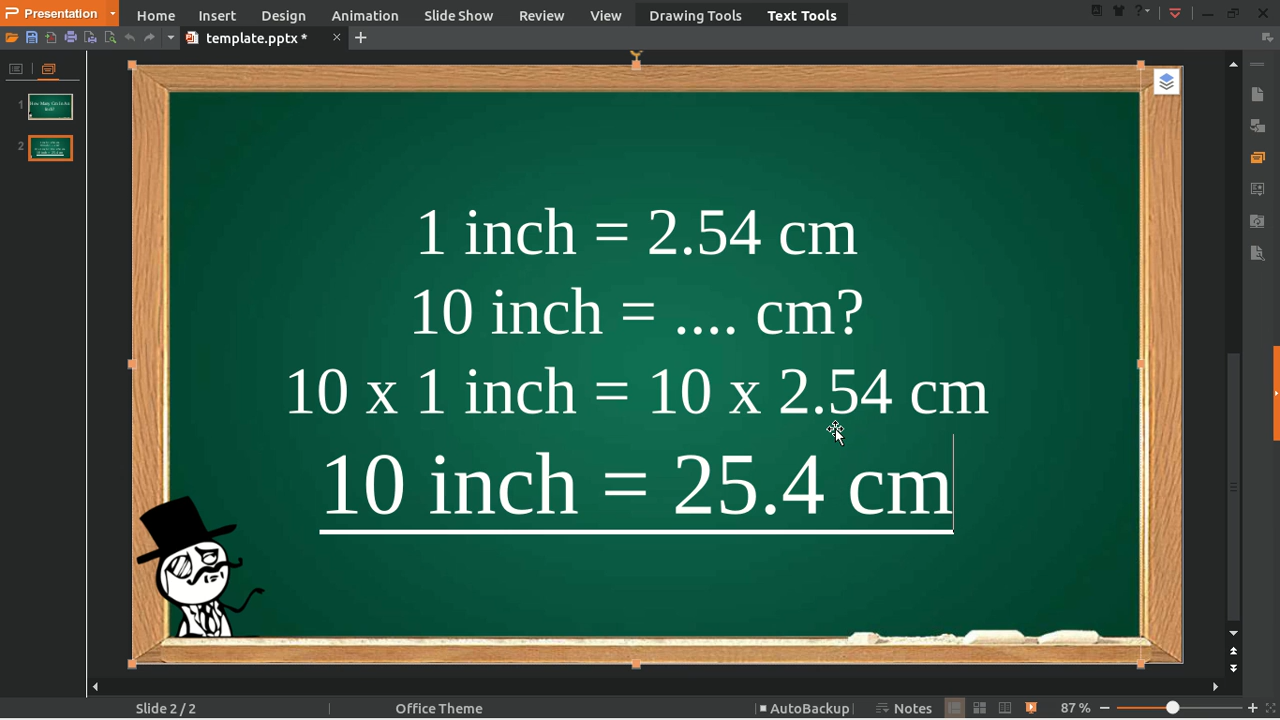 Presentation
Home Insert Design Animation Slide Show Review View Drawing Tools Text Tools
template.pptx *
1
2
1 inch = 2.54 cm
10 inch = .... cm?
10 x 1 inch = 10 x 2.54 cm
10 inch = 25.4 cm
Slide 2 / 2 Office Theme AutoBackup Notes 87 %